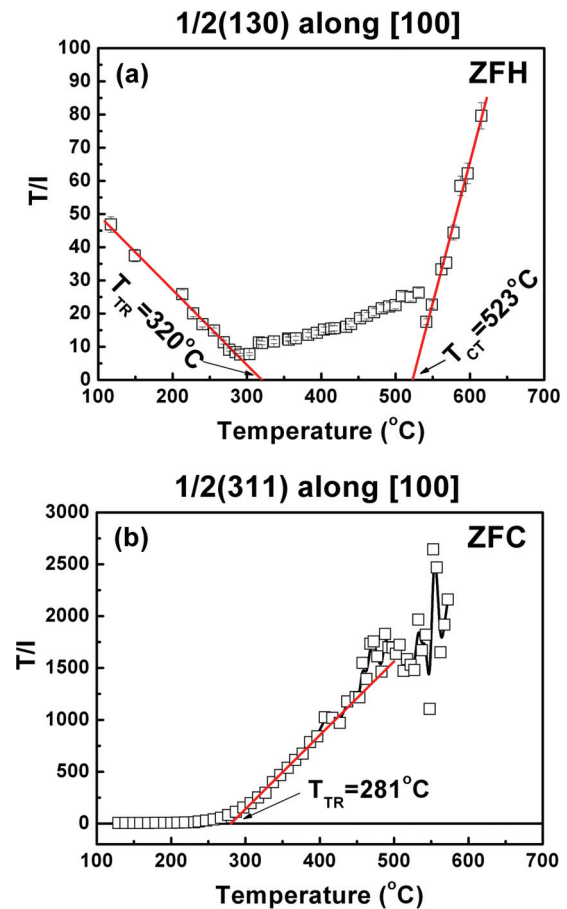 1/2(130) along [100]
(a)
ZFH
100
90
80
70
60
50
40
30
20
10
0
T/I
T_TR=320°C
T_CT=523°C
100 200 300 400 500 600 700
Temperature (°C)
1/2(311) along [100]
(b)
ZFC
3000
2500
2000
1500
1000
500
0
T/I
T_TR=281°C
100 200 300 400 500 600 700
Temperature (°C)